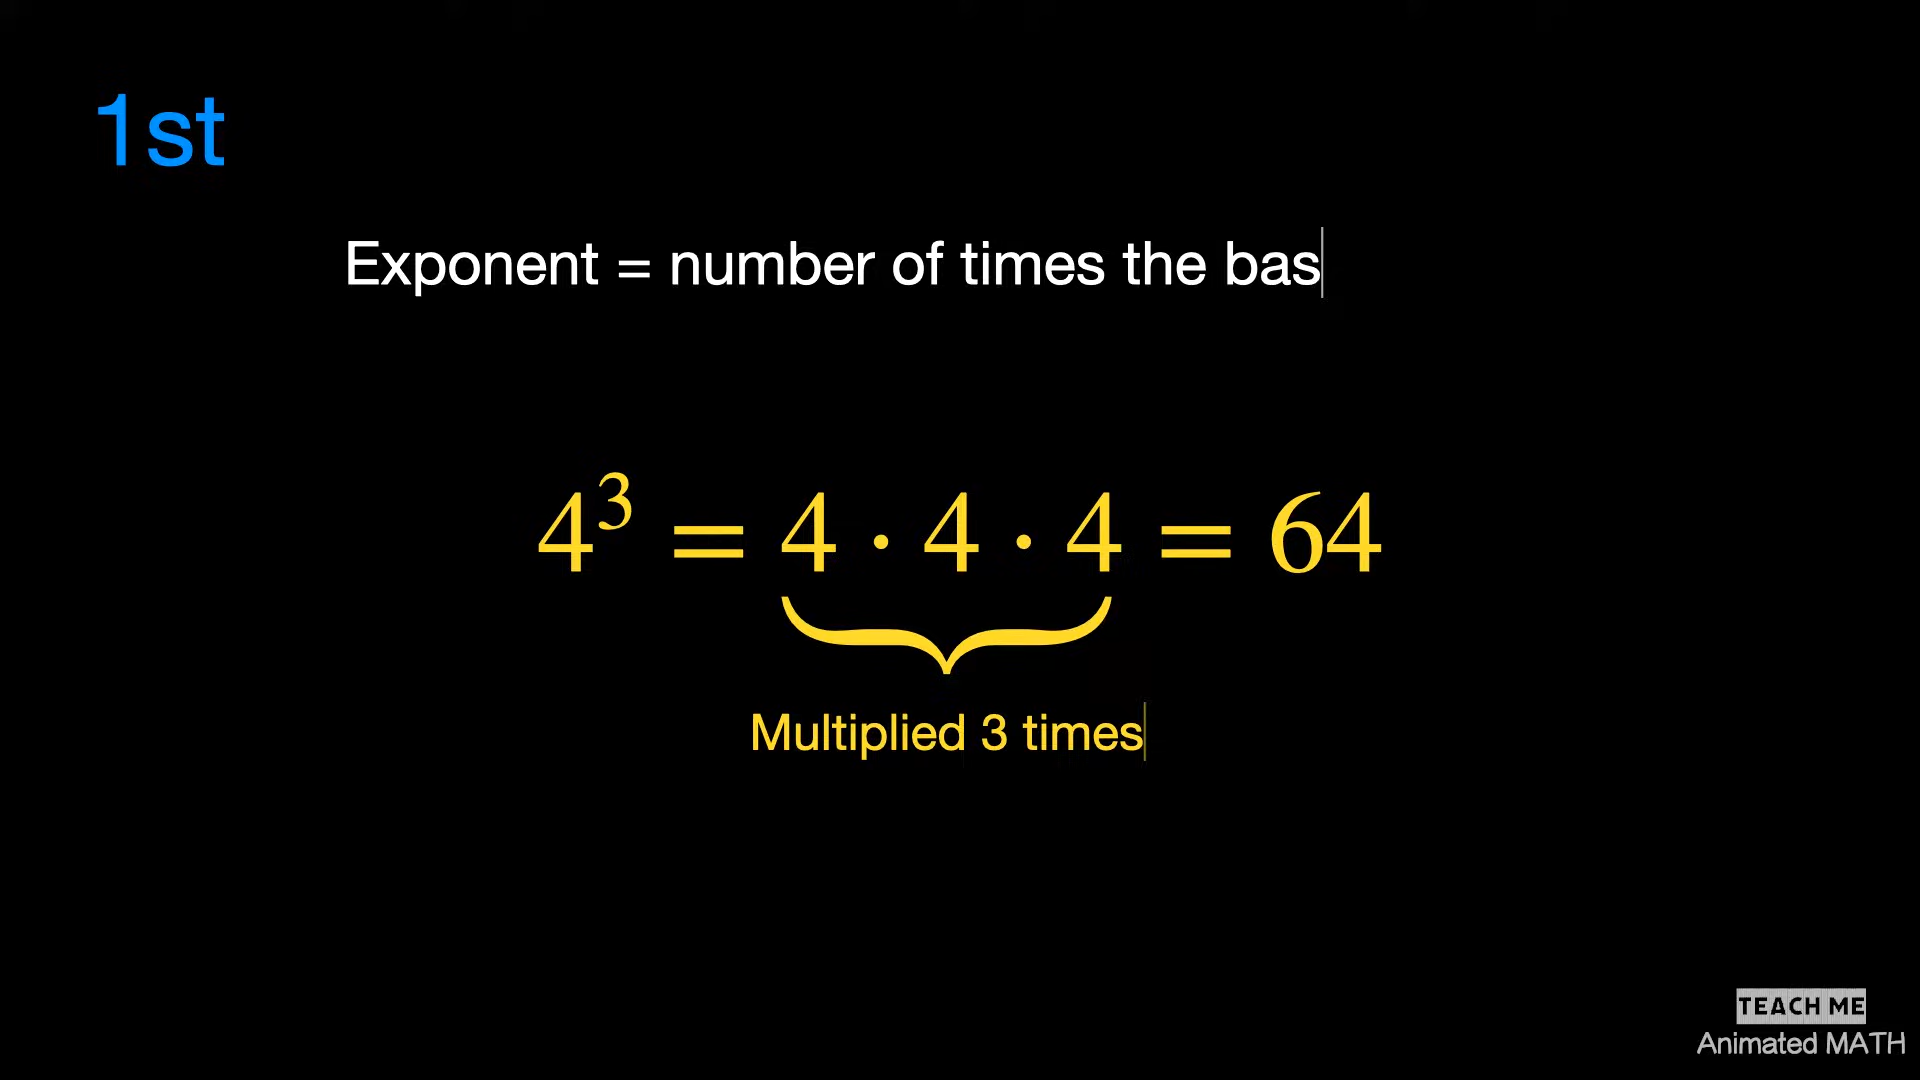 1st
Exponent = number of times the bas
4³ = 4 · 4 · 4 = 64
Multiplied 3 times
TEACH ME
Animated MATH